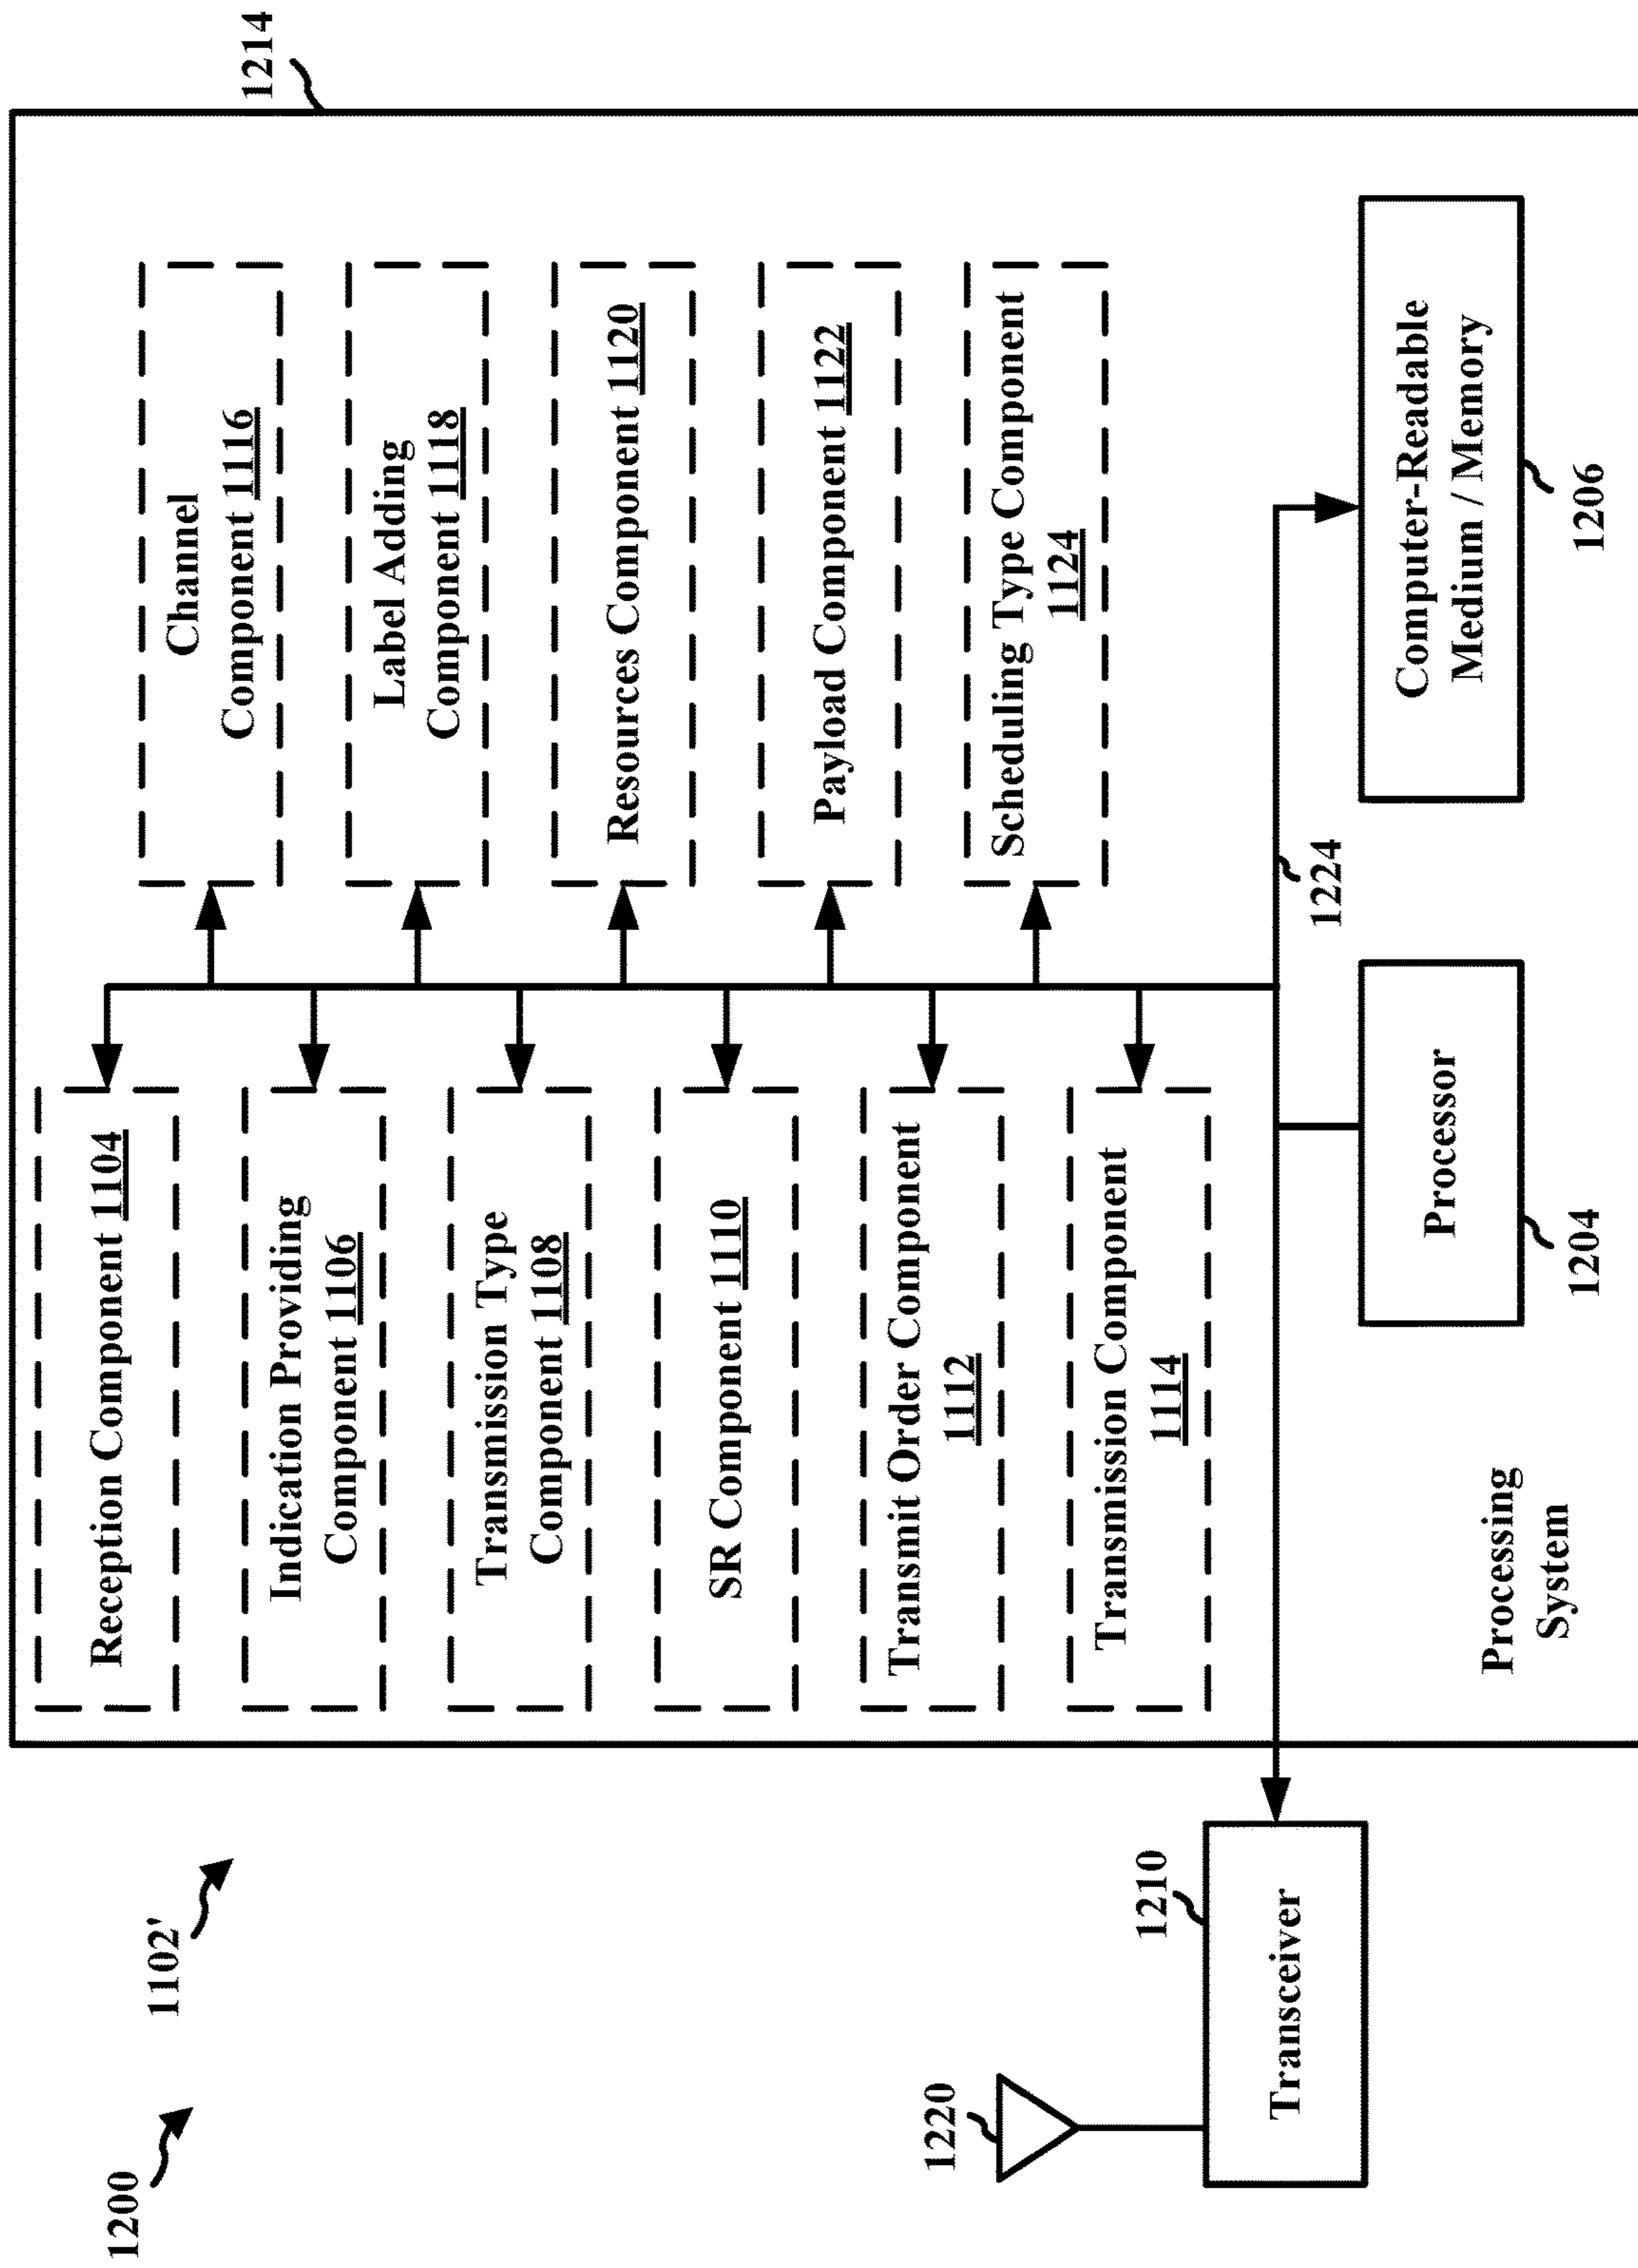 1200
1102'
1214
Reception Component 1104
Indication Providing
Component 1106
Transmission Type
Component 1108
SR Component 1110
Transmit Order Component
1112
Transmission Component
1114
Channel
Component 1116
Label Adding
Component 1118
Resources Component 1120
Payload Component 1122
Scheduling Type Component
1124
1220
1210
Transceiver
1224
Processing
System
Processor
1204
Computer-Readable
Medium / Memory
1206